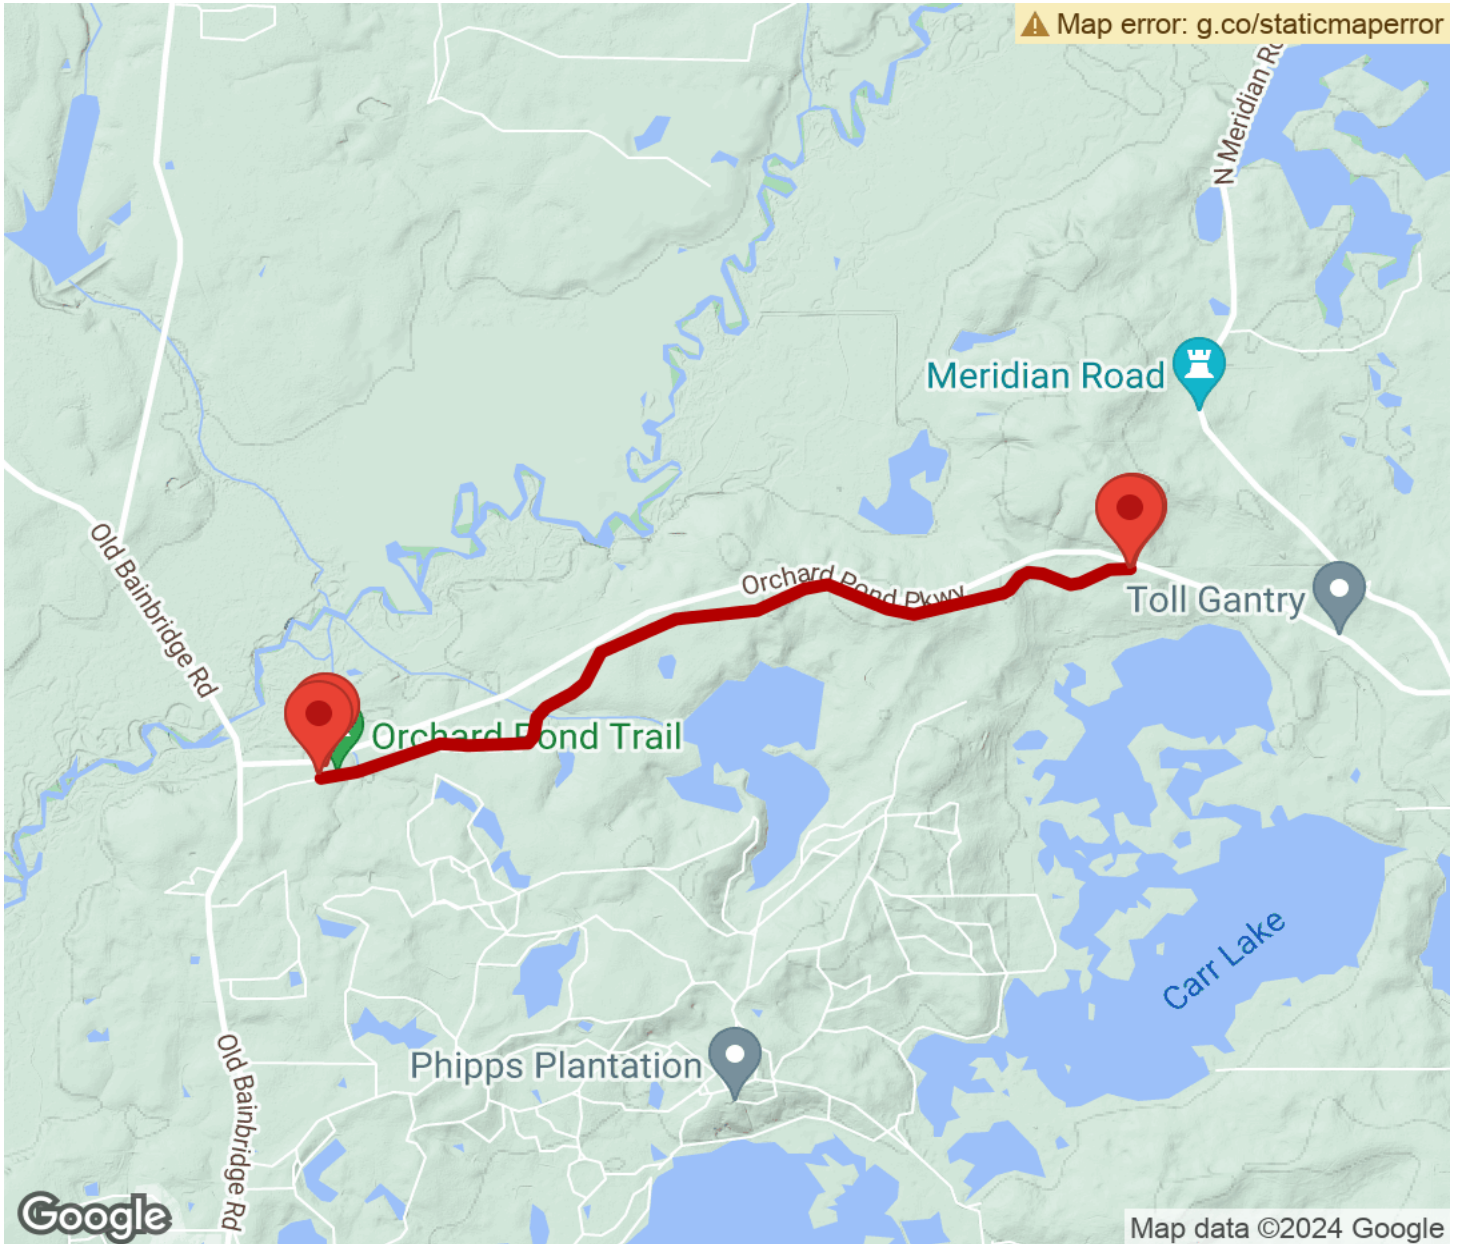 Map error: g.co/staticmaperror
N Meridian Rd
Meridian Road
Old Bainbridge Rd
Orchard Pond Pkwy
Toll Gantry
Orchard Pond Trail
Carr Lake
Phipps Plantation
Old Bainbridge Rd
Google
Map data ©2024 Google